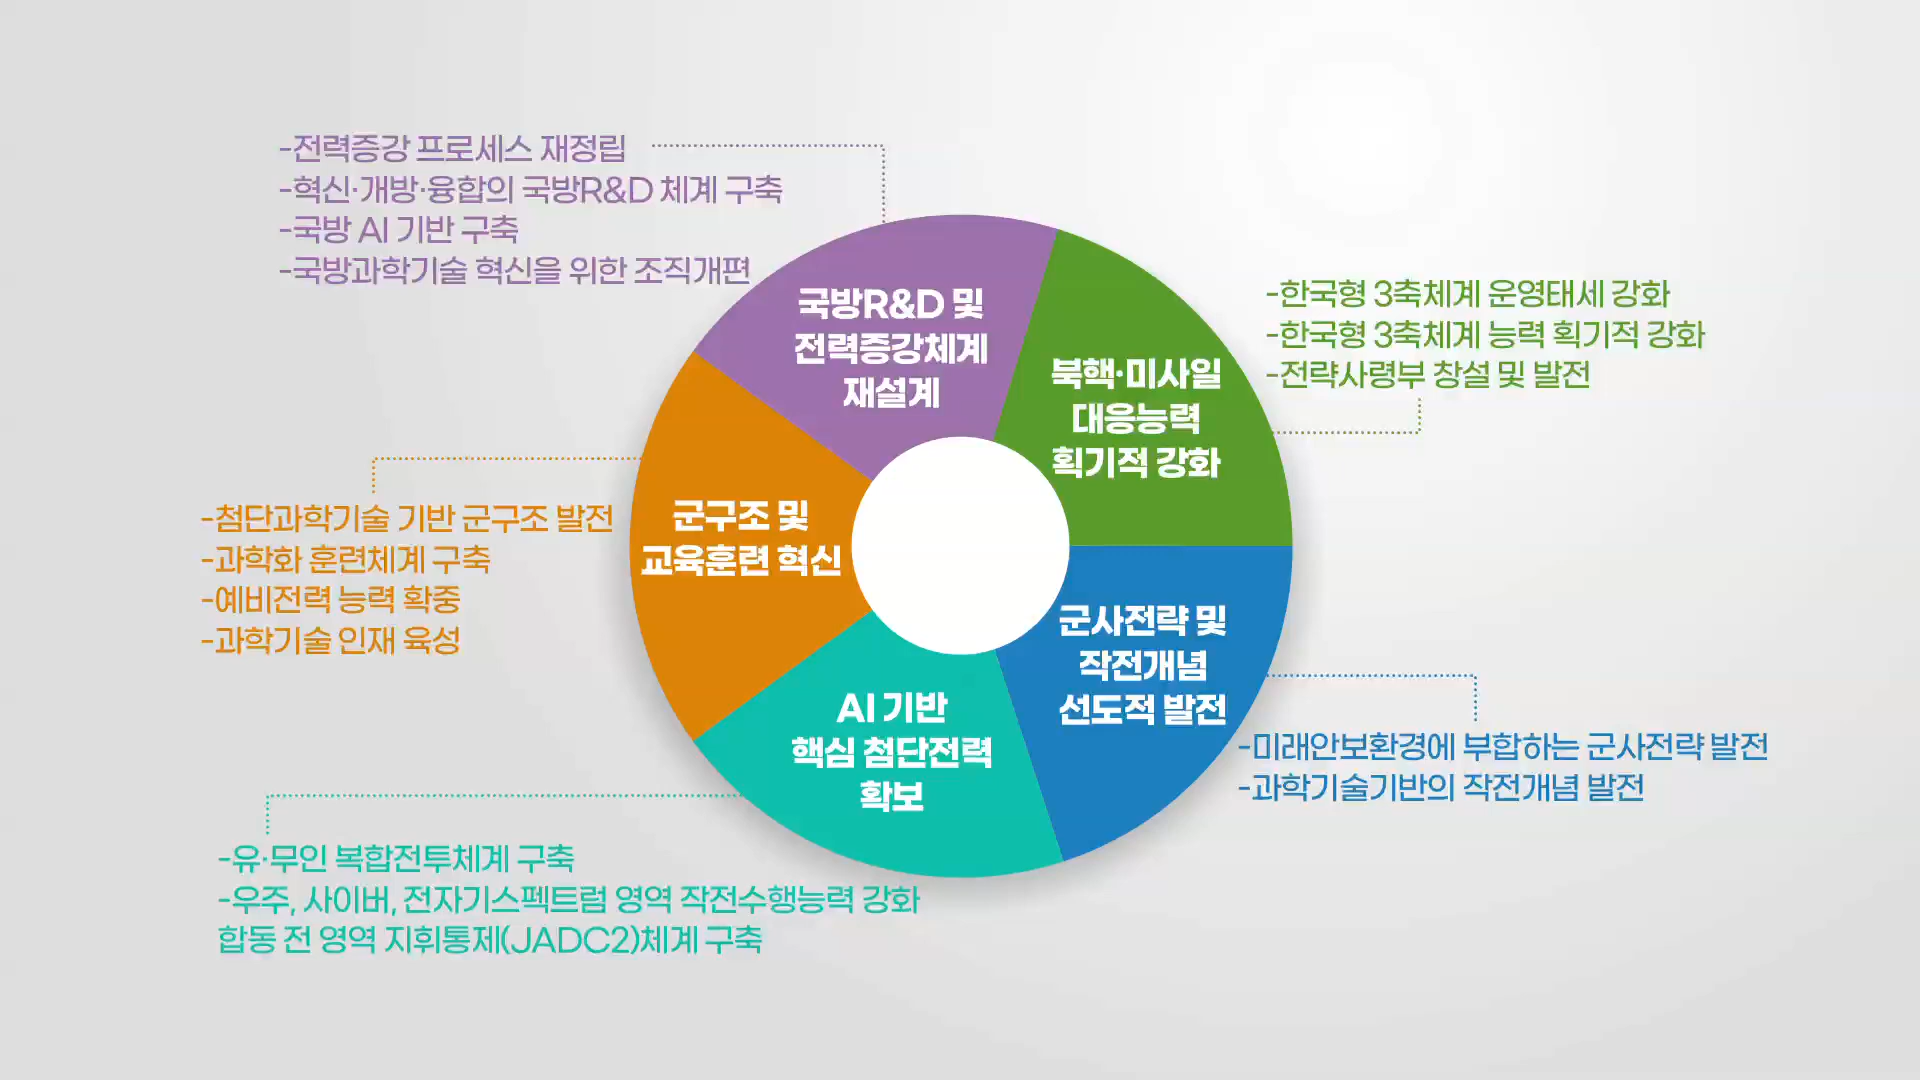 -전력증강 프로세스 재정립
-혁신·개방·융합의 국방R&D 체계 구축
-국방 AI 기반 구축
-국방과학기술 혁신을 위한 조직개편
국방R&D 및
전력증강체계
재설계
-한국형 3축체계 운영태세 강화
-한국형 3축체계 능력 획기적 강화
-전략사령부 창설 및 발전
북핵·미사일
대응능력
획기적 강화
-첨단과학기술 기반 군구조 발전
-과학화 훈련체계 구축
-예비전력 능력 확중
-과학기술 인재 육성
군구조 및
교육훈련 혁신
군사전략 및
작전개념
선도적 발전
-미래안보환경에 부합하는 군사전략 발전
-과학기술기반의 작전개념 발전
AI 기반
핵심 첨단전력
확보
-유·무인 복합전투체계 구축
-우주, 사이버, 전자기스펙트럼 영역 작전수행능력 강화
합동 전 영역 지휘통제(JADC2)체계 구축